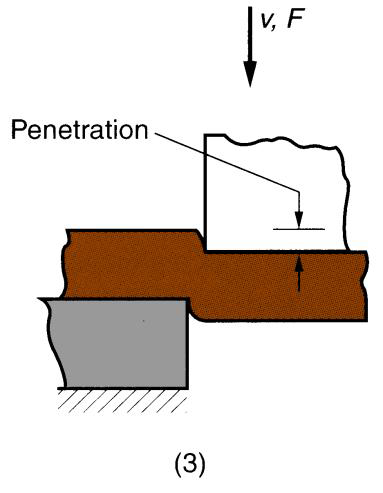 v, F
Penetration
(3)